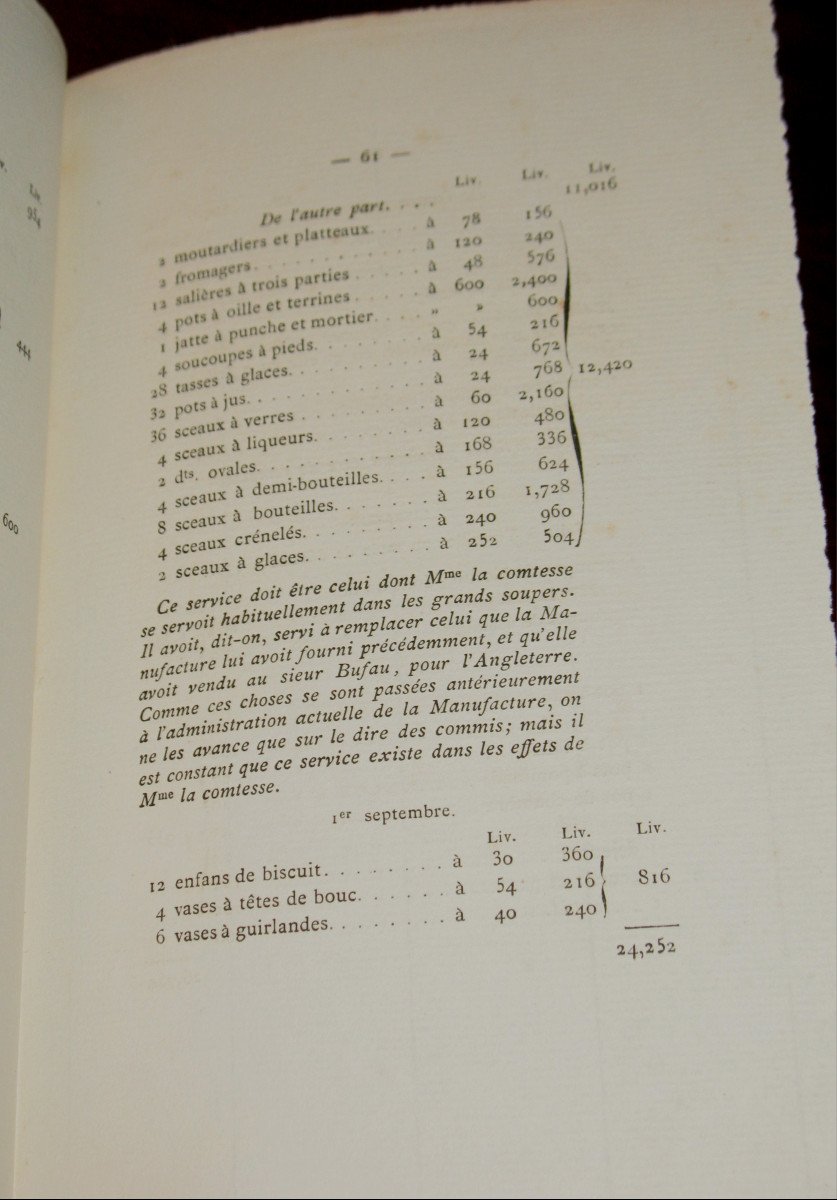 Liv.
954
444
600
— 61 —
Liv. Liv. Liv.
De l'autre part. . . . 11,016
2 moutardiers et platteaux. . . . à 78 156
2 fromagers. . . . . . . . . . . à 120 240
12 salières à trois parties . . . . . à 48 576
4 pots à oille et terrines . . . . . à 600 2,400
1 jatte à punche et mortier. . . . » » 600
4 soucoupes à pieds. . . . . . . . à 54 216
28 tasses à glaces. . . . . . . . . à 24 672
32 pots à jus. . . . . . . . . . . à 24 768 12,420
36 sceaux à verres . . . . . . . . à 60 2,160
4 sceaux à liqueurs. . . . . . . . à 120 480
2 dts. ovales. . . . . . . . . . . à 168 336
4 sceaux à demi-bouteilles. . . . à 156 624
8 sceaux à bouteilles. . . . . . . à 216 1,728
4 sceaux crénelés. . . . . . . . . à 240 960
2 sceaux à glaces. . . . . . . . . à 252 504
Ce service doit être celui dont Mme la comtesse
se servoit habituellement dans les grands soupers.
Il avoit, dit-on, servi à remplacer celui que la Ma-
nufacture lui avoit fourni précédemment, et qu'elle
avoit vendu au sieur Bufau, pour l'Angleterre.
Comme ces choses se sont passées antérieurement
à l'administration actuelle de la Manufacture, on
ne les avance que sur le dire des commis; mais il
est constant que ce service existe dans les effets de
Mme la comtesse.
1er septembre.
Liv. Liv. Liv.
12 enfans de biscuit. . . . . . . . à 30 360
4 vases à têtes de bouc. . . . . . à 54 216 816
6 vases à guirlandes. . . . . . . . à 40 240
24,252